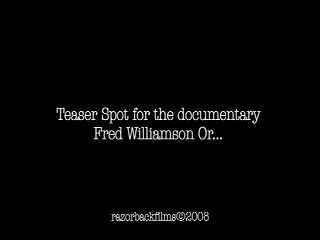 Teaser Spot for the documentary
Fred Williamson Or...
razorbackfilms©2008